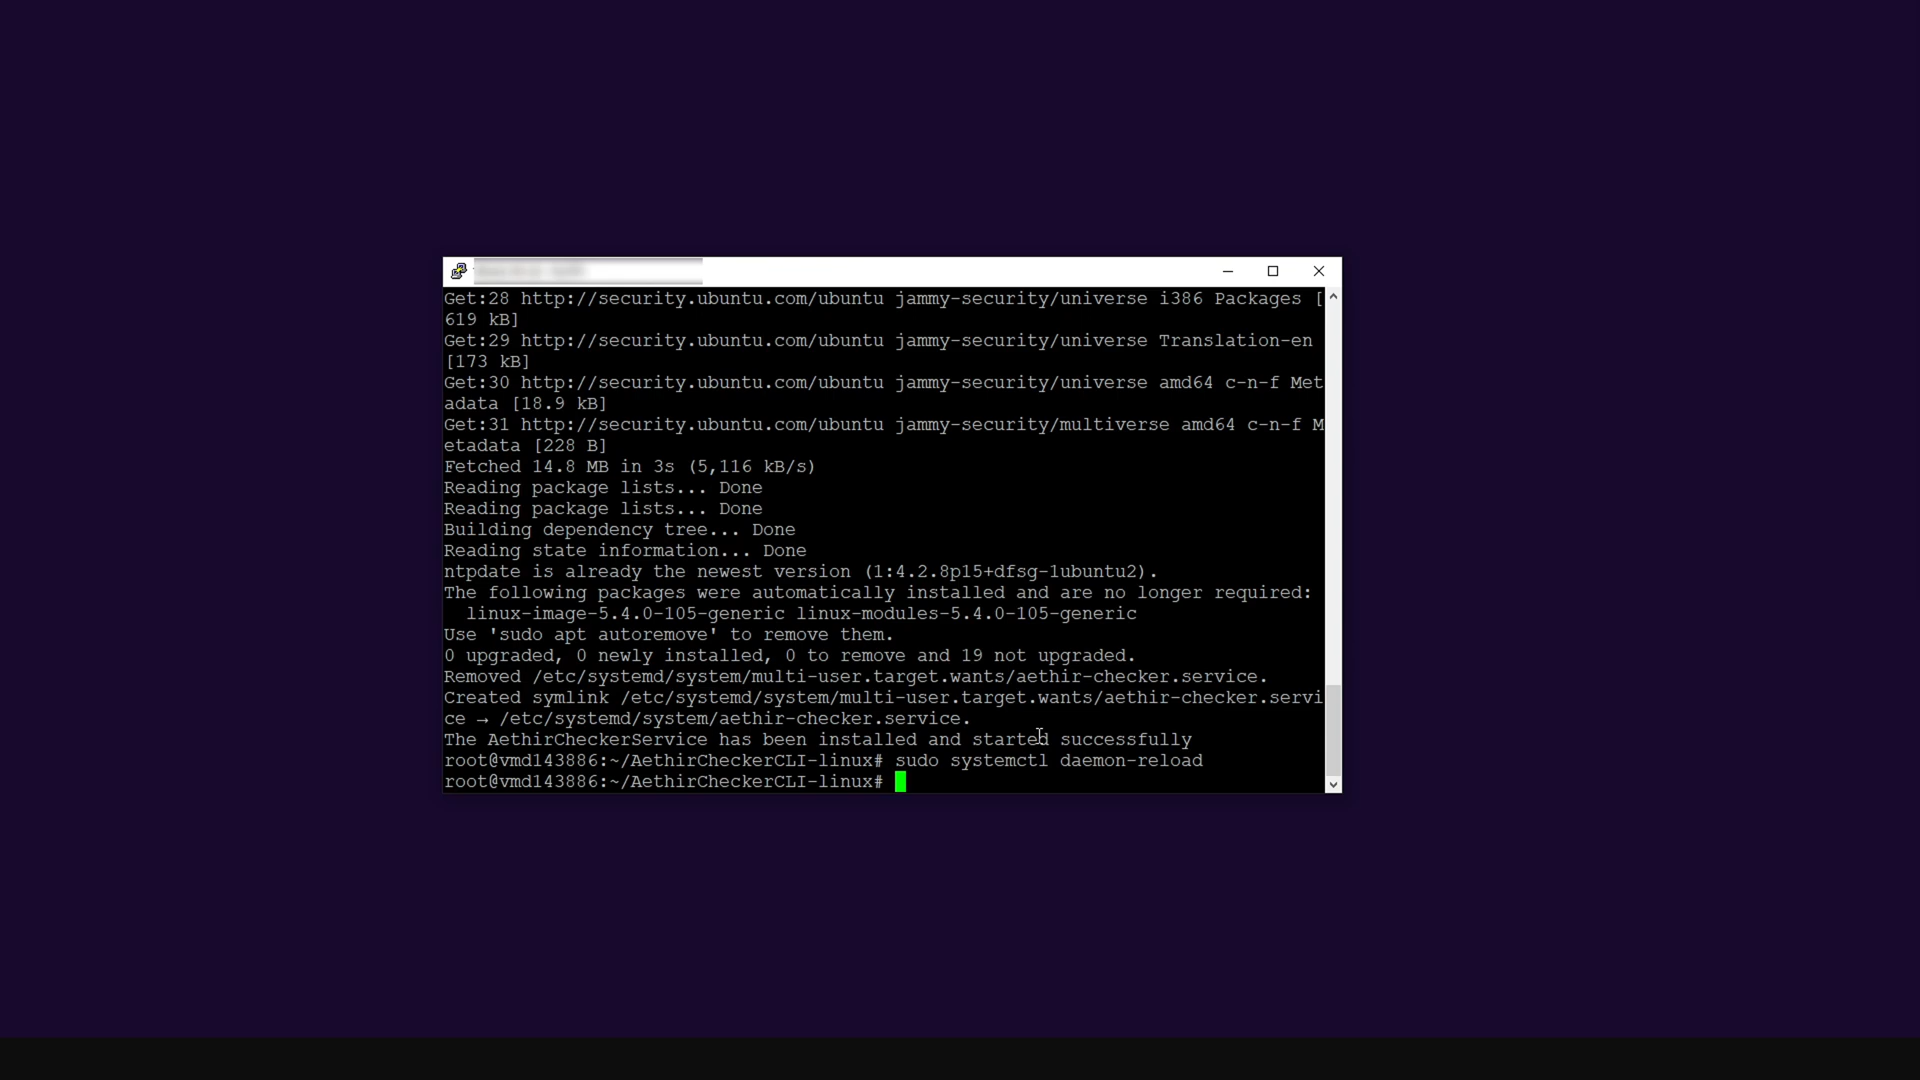 Get:28 http://security.ubuntu.com/ubuntu jammy-security/universe i386 Packages [
619 kB]
Get:29 http://security.ubuntu.com/ubuntu jammy-security/universe Translation-en
[173 kB]
Get:30 http://security.ubuntu.com/ubuntu jammy-security/universe amd64 c-n-f Met
adata [18.9 kB]
Get:31 http://security.ubuntu.com/ubuntu jammy-security/multiverse amd64 c-n-f M
etadata [228 B]
Fetched 14.8 MB in 3s (5,116 kB/s)
Reading package lists... Done
Reading package lists... Done
Building dependency tree... Done
Reading state information... Done
ntpdate is already the newest version (1:4.2.8p15+dfsg-1ubuntu2).
The following packages were automatically installed and are no longer required:
  linux-image-5.4.0-105-generic linux-modules-5.4.0-105-generic
Use 'sudo apt autoremove' to remove them.
0 upgraded, 0 newly installed, 0 to remove and 19 not upgraded.
Removed /etc/systemd/system/multi-user.target.wants/aethir-checker.service.
Created symlink /etc/systemd/system/multi-user.target.wants/aethir-checker.servi
ce → /etc/systemd/system/aethir-checker.service.
The AethirCheckerService has been installed and started successfully
root@vmd143886:~/AethirCheckerCLI-linux# sudo systemctl daemon-reload
root@vmd143886:~/AethirCheckerCLI-linux#